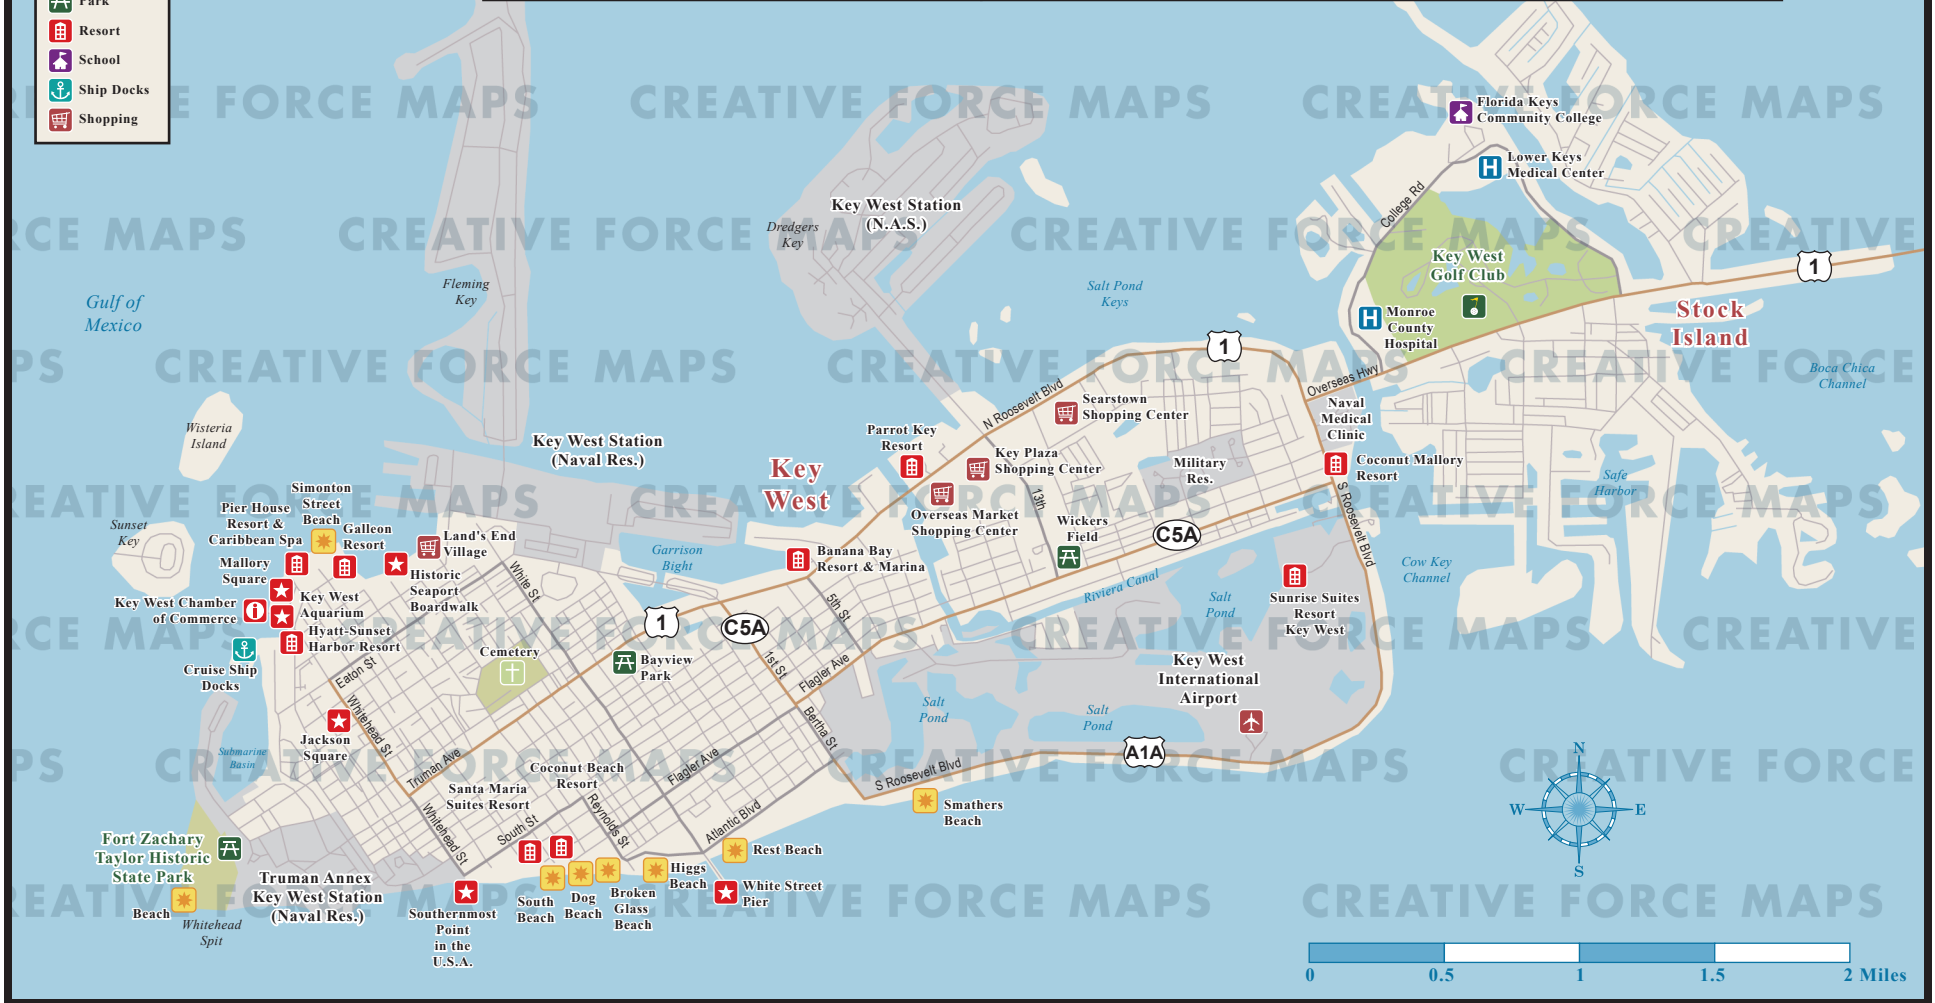 Park
Resort
School
Ship Docks
Shopping
CREATIVE FORCE MAPS
Florida Keys
Community College
Lower Keys
Medical Center
H
College Rd
Key West Station
(N.A.S.)
Dredgers
Key
Key West
Golf Club
1
Stock
Island
Gulf of
Mexico
Fleming
Key
Salt Pond
Keys
H
Monroe
County
Hospital
1
Overseas Hwy
Boca Chica
Channel
N Roosevelt Blvd
Searstown
Shopping Center
Naval
Medical
Clinic
Wisteria
Island
Key West Station
(Naval Res.)
Parrot Key
Resort
Key
West
Key Plaza
Shopping Center
Military
Res.
Coconut Mallory
Resort
Safe
Harbor
Simonton
Street
Beach
Pier House
Resort &
Caribbean Spa
Galleon
Resort
Sunset
Key
Land's End
Village
Overseas Market
Shopping Center
13th
Wickers
Field
C5A
S Roosevelt Blvd
Garrison
Bight
Banana Bay
Resort & Marina
Cow Key
Channel
Mallory
Square
Historic
Seaport
Boardwalk
White St
Riviera Canal
Salt
Pond
Sunrise Suites
Resort
Key West
Key West Chamber
of Commerce
i
Key West
Aquarium
Hyatt-Sunset
Harbor Resort
1
C5A
5th St
Cruise Ship
Docks
Eaton St
Cemetery
Bayview
Park
1st St
Flagler Ave
Key West
International
Airport
Whitehead St
Jackson
Square
Bertha St
Salt
Pond
Salt
Pond
Submarine
Basin
Truman Ave
Flagler Ave
A1A
S Roosevelt Blvd
Coconut Beach
Resort
Santa Maria
Suites Resort
Whitehead St
South St
Reynolds St
Atlantic Blvd
Smathers
Beach
N
W
E
S
Fort Zachary
Taylor Historic
State Park
Rest Beach
Truman Annex
Key West Station
(Naval Res.)
Higgs
Beach
White Street
Pier
Beach
Whitehead
Spit
Southernmost
Point
in the
U.S.A.
South
Beach
Dog
Beach
Broken
Glass
Beach
0 0.5 1 1.5 2 Miles